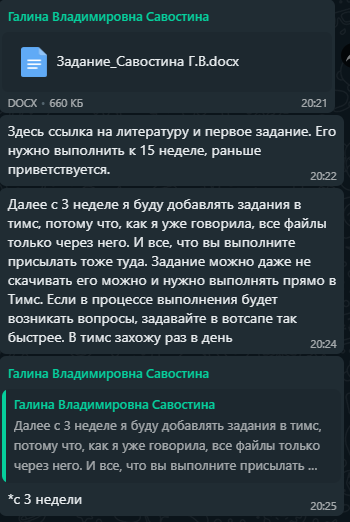 Галина Владимировна Савостина
Задание_Савостина Г.В.docx
DOCX • 660 КБ
20:21
Здесь ссылка на литературу и первое задание. Его
нужно выполнить к 15 неделе, раньше
приветствуется.
20:22
Далее с 3 неделе я буду добавлять задания в
тимс, потому что, как я уже говорила, все файлы
только через него. И все, что вы выполните
присылать тоже туда. Задание можно даже не
скачивать его можно и нужно выполнять прямо в
Тимс. Если в процессе выполнения будет
возникать вопросы, задавайте в вотсапе так
быстрее. В тимс захожу раз в день
20:24
Галина Владимировна Савостина
Галина Владимировна Савостина
Далее с 3 неделе я буду добавлять задания в тимс,
потому что, как я уже говорила, все файлы только
через него. И все, что вы выполните присылать ...
*с 3 недели
20:25